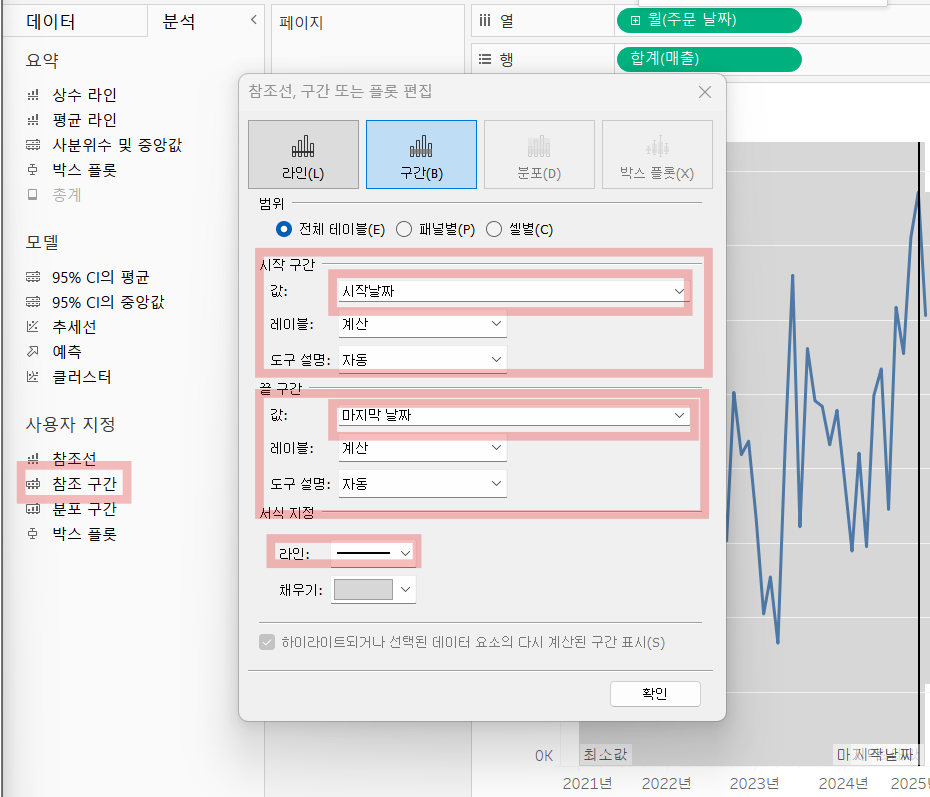 데이터
분석
페이지
열
월(주문 날짜)
행
합계(매출)
요약
상수 라인
평균 라인
사분위수 및 중앙값
박스 플롯
총계
모델
95% CI의 평균
95% CI의 중앙값
추세선
예측
클러스터
사용자 지정
참조선
참조 구간
분포 구간
박스 플롯
참조선, 구간 또는 플롯 편집
라인(L)
구간(B)
분포(D)
박스 플롯(X)
범위
전체 테이블(E)
패널별(P)
셀별(C)
시작 구간
값:
시작날짜
레이블:
계산
도구 설명:
자동
끝 구간
값:
마지막 날짜
레이블:
계산
도구 설명:
자동
서식 지정
라인:
채우기:
하이라이트되거나 선택된 데이터 요소의 다시 계산된 구간 표시(S)
확인
0K
최소값
2021년
2022년
2023년
2024년
2025년